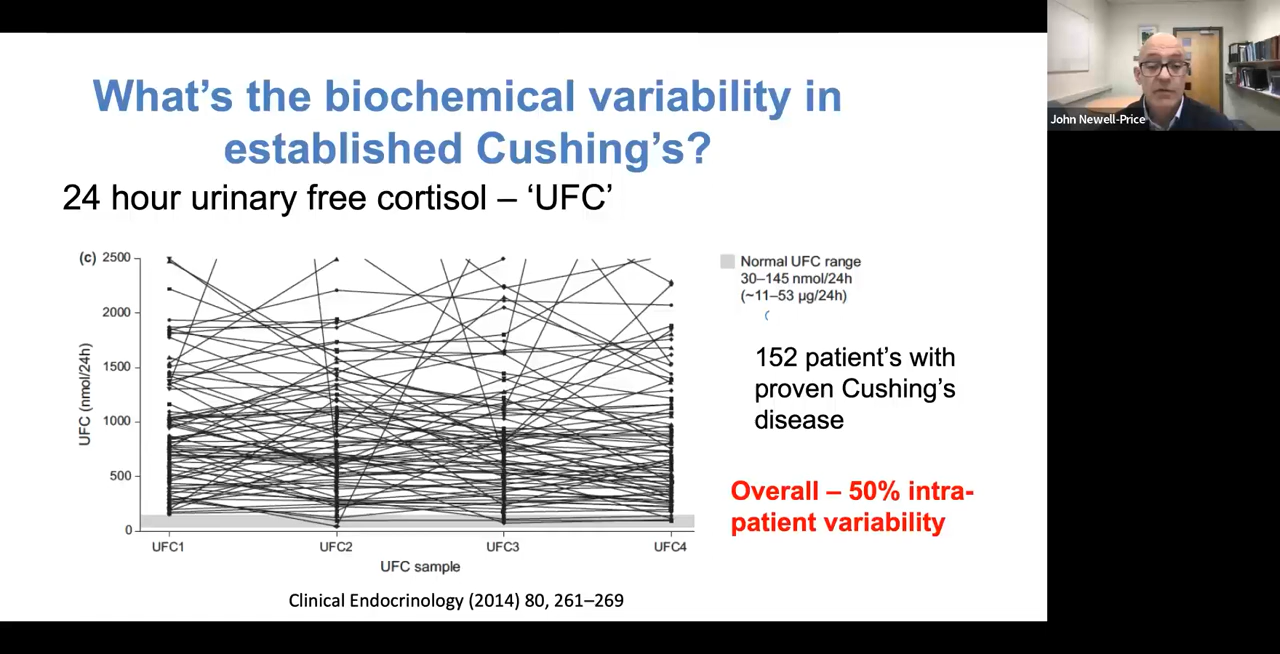 What's the biochemical variability in
established Cushing's?
24 hour urinary free cortisol – 'UFC'
(c)
2500
2000
1500
1000
500
0
UFC (nmol/24h)
UFC1
UFC2
UFC3
UFC4
UFC sample
Normal UFC range
30–145 nmol/24h
(~11–53 µg/24h)
152 patient's with
proven Cushing's
disease
Overall – 50% intra-
patient variability
Clinical Endocrinology (2014) 80, 261–269
John Newell-Price